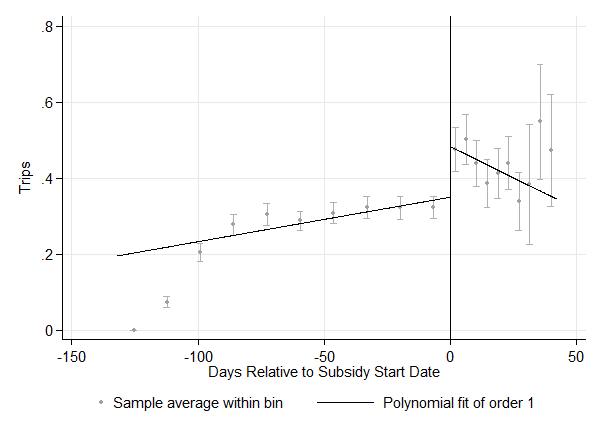 .8
.6
.4
.2
0
Trips
-150 -100 -50 0 50
Days Relative to Subsidy Start Date
Sample average within bin Polynomial fit of order 1